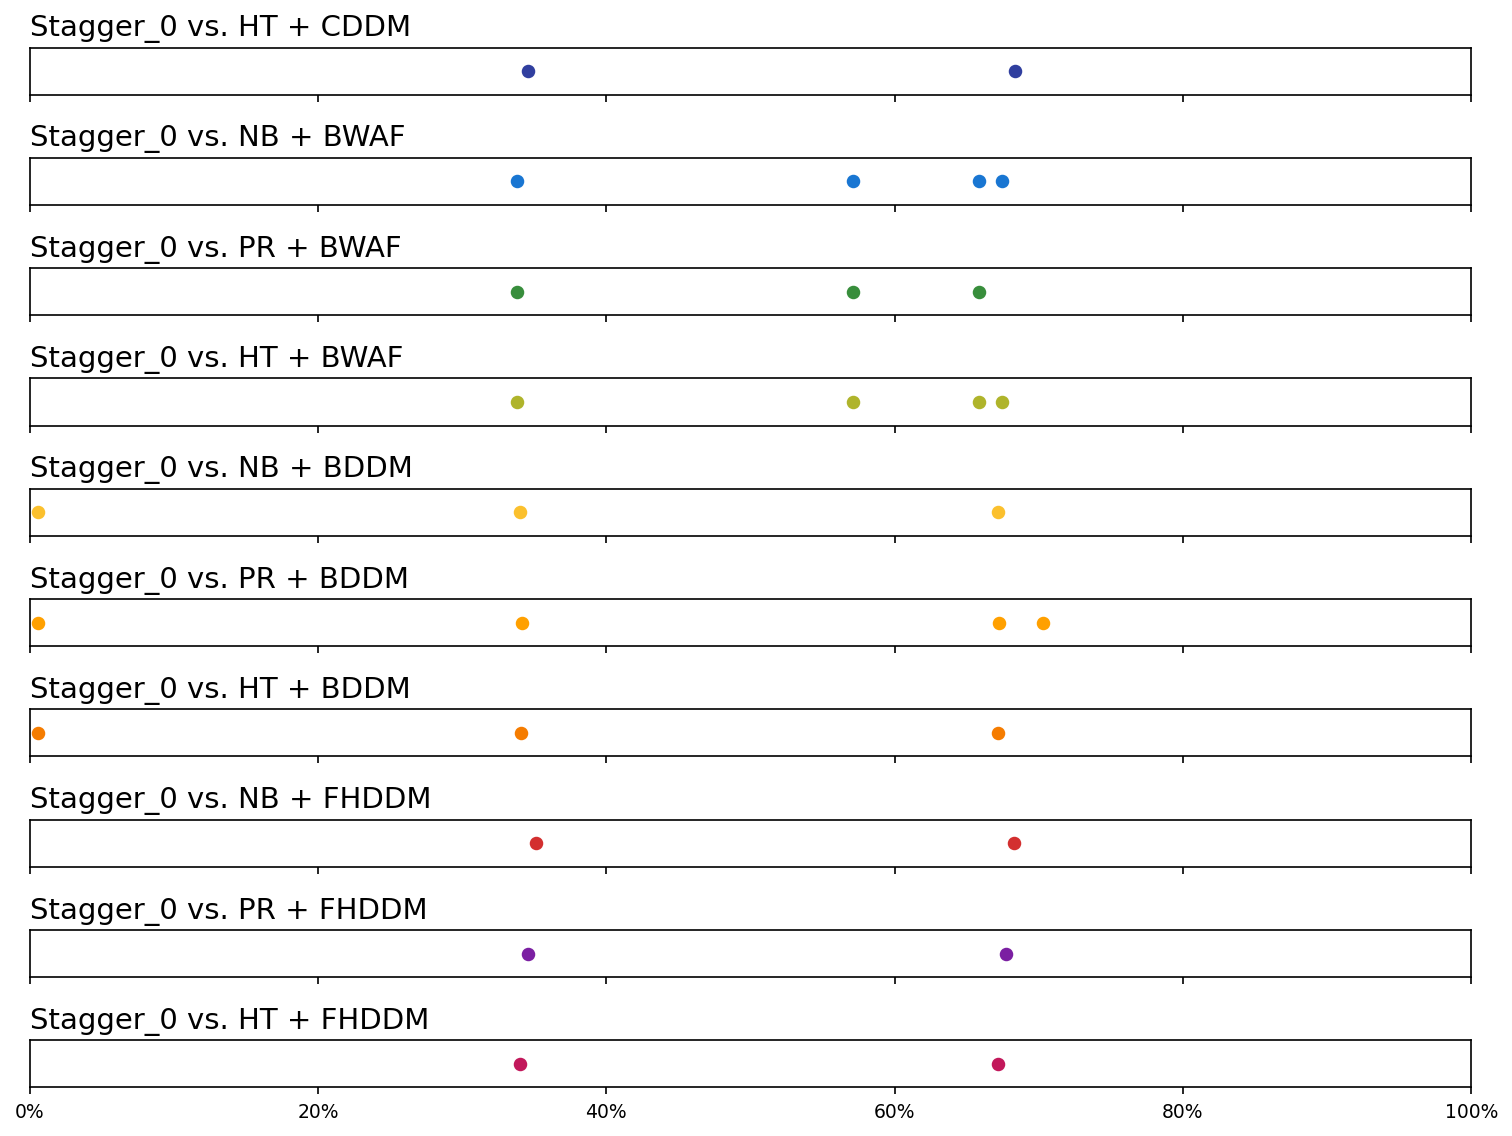 Stagger_0 vs. HT + CDDM
Stagger_0 vs. NB + BWAF
Stagger_0 vs. PR + BWAF
Stagger_0 vs. HT + BWAF
Stagger_0 vs. NB + BDDM
Stagger_0 vs. PR + BDDM
Stagger_0 vs. HT + BDDM
Stagger_0 vs. NB + FHDDM
Stagger_0 vs. PR + FHDDM
Stagger_0 vs. HT + FHDDM
0% 20% 40% 60% 80% 100%